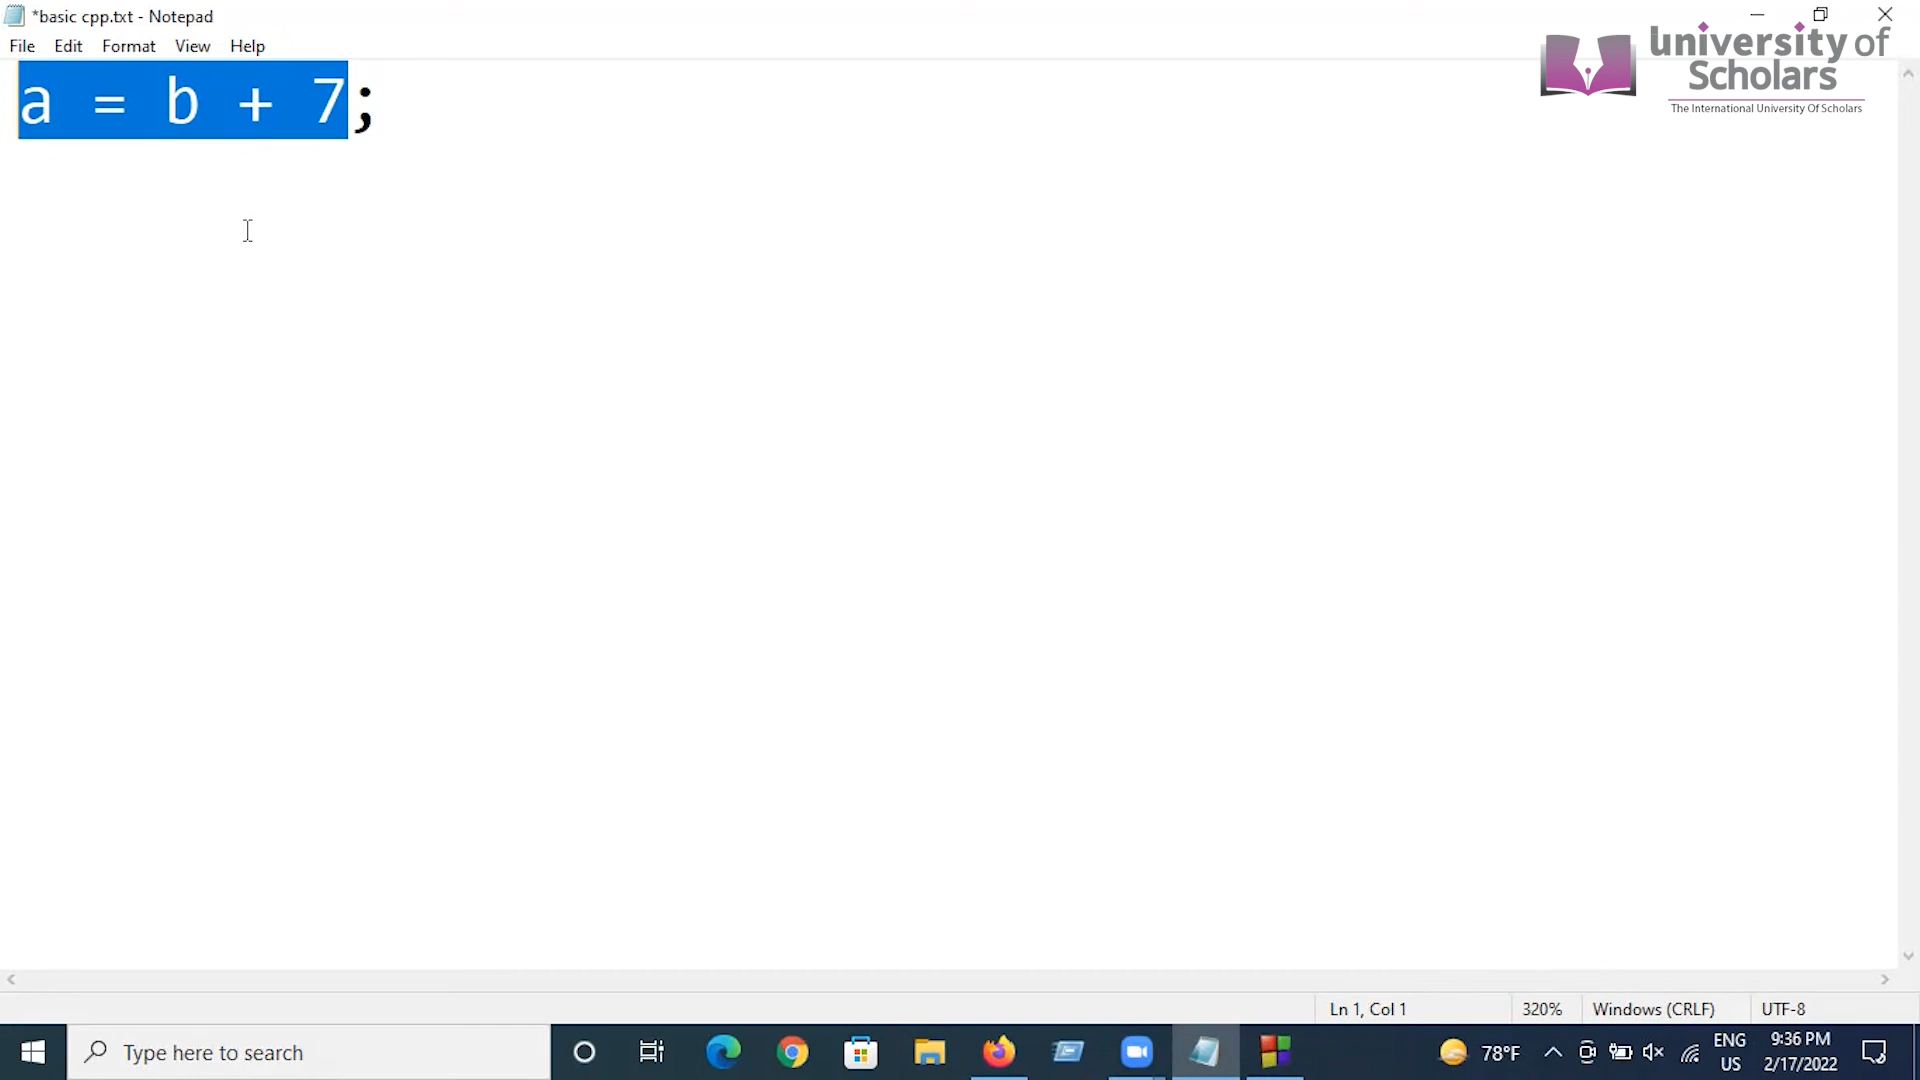 *basic cpp.txt - Notepad
File Edit Format View Help
a = b + 7;
university of
Scholars
The International University Of Scholars
Ln 1, Col 1 320% Windows (CRLF) UTF-8
Type here to search
78°F
ENG
US
9:36 PM
2/17/2022